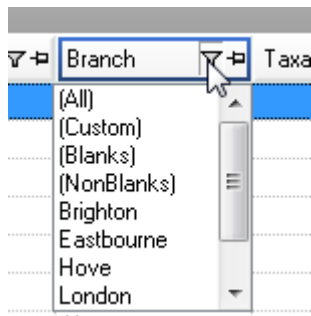 Branch Taxa
(All)
(Custom)
(Blanks)
(NonBlanks)
Brighton
Eastbourne
Hove
London